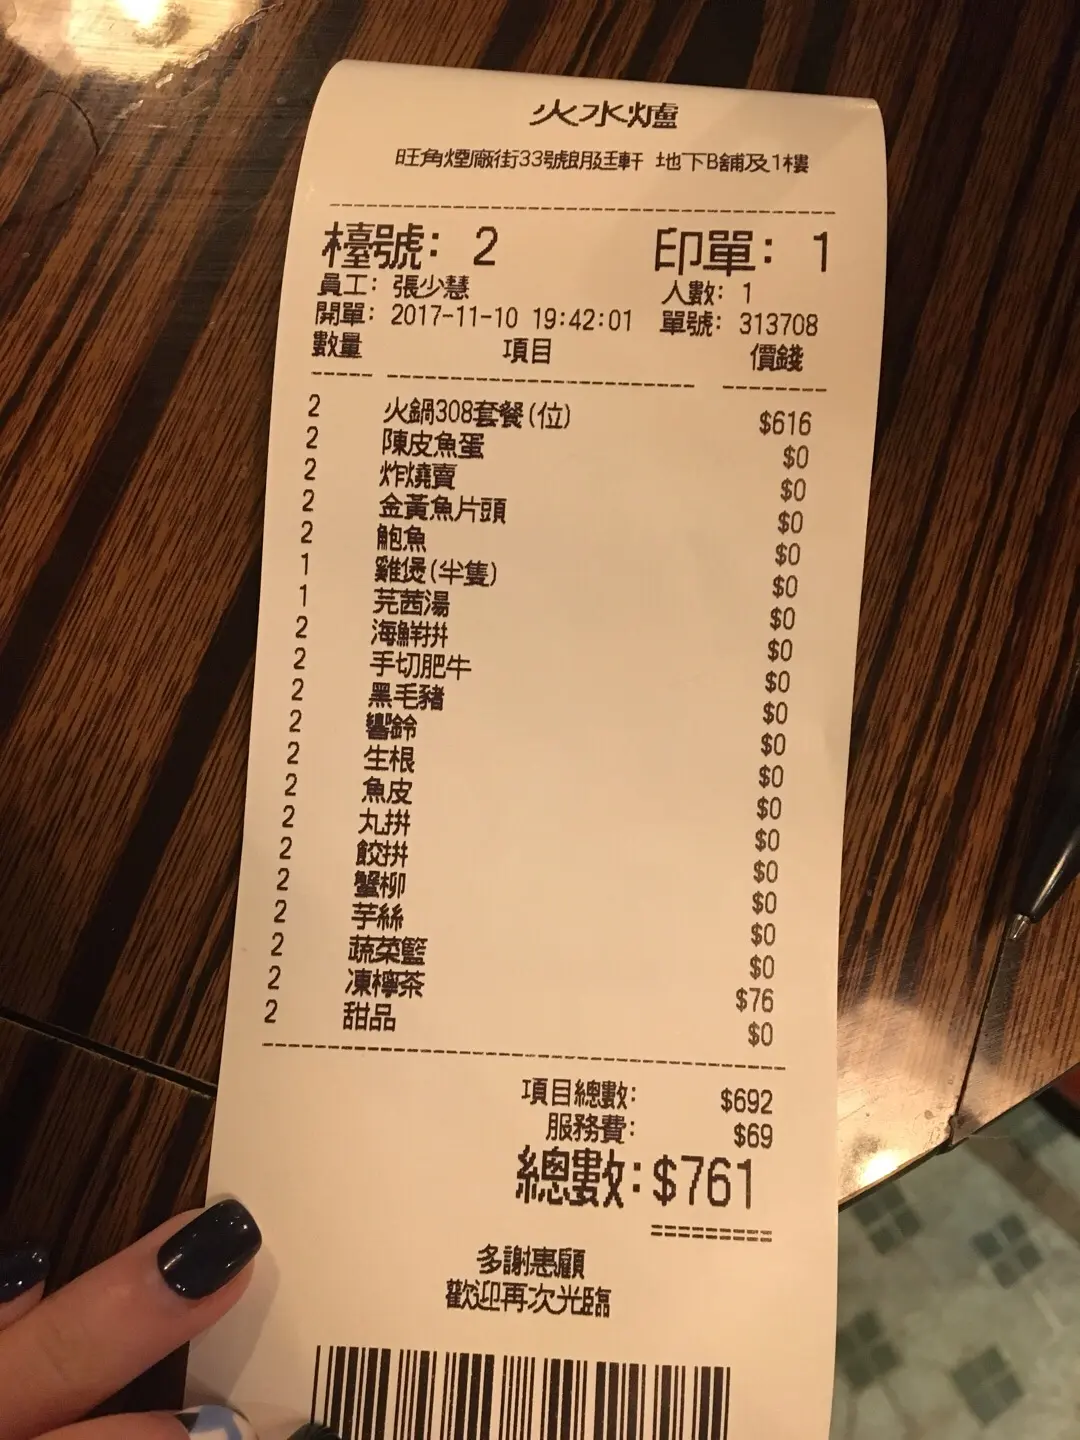 火水爐
旺角煙廠街33號 地下B舖及1樓
檯號: 2 印單: 1
員工: 張少慧 人數: 1
開單: 2017-11-10 19:42:01 單號: 313708
數量 項目 價錢
2 火鍋308套餐(位) $616
2 陳皮魚蛋 $0
2 炸燒賣 $0
2 金黃魚片頭 $0
2 鮑魚 $0
1 雞煲(半隻) $0
1 芫茜湯 $0
2 海鮮拼 $0
2 手切肥牛 $0
2 黑毛豬 $0
2 響鈴 $0
2 生根 $0
2 魚皮 $0
2 丸拼 $0
2 餃拼 $0
2 蟹柳 $0
2 芋絲 $0
2 蔬菜籃 $0
2 凍檸茶 $76
2 甜品 $0
項目總數: $692
服務費: $69
總數: $761
多謝惠顧
歡迎再次光臨